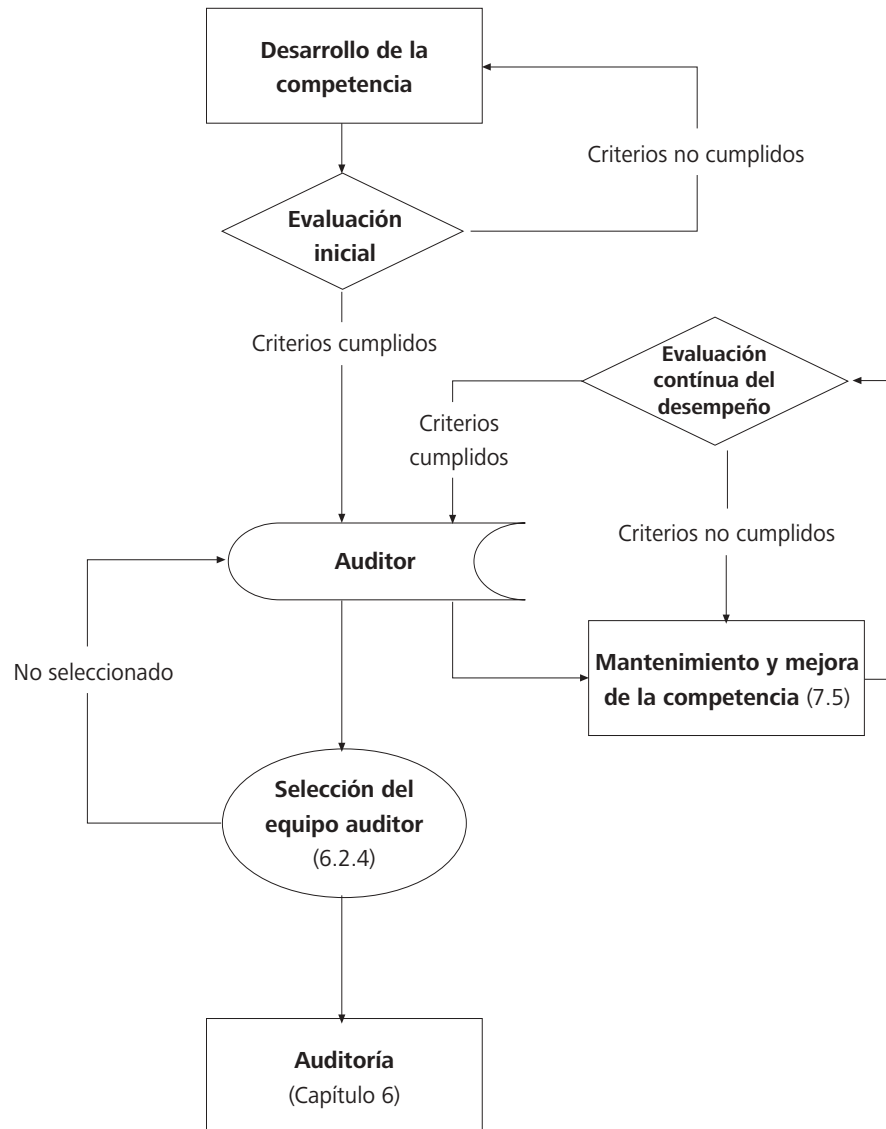 Desarrollo de la
competencia
Criterios no cumplidos
Evaluación
inicial
Criterios cumplidos
Evaluación
contínua del
desempeño
Criterios
cumplidos
Criterios no cumplidos
Auditor
No seleccionado
Mantenimiento y mejora
de la competencia (7.5)
Selección del
equipo auditor
(6.2.4)
Auditoría
(Capítulo 6)